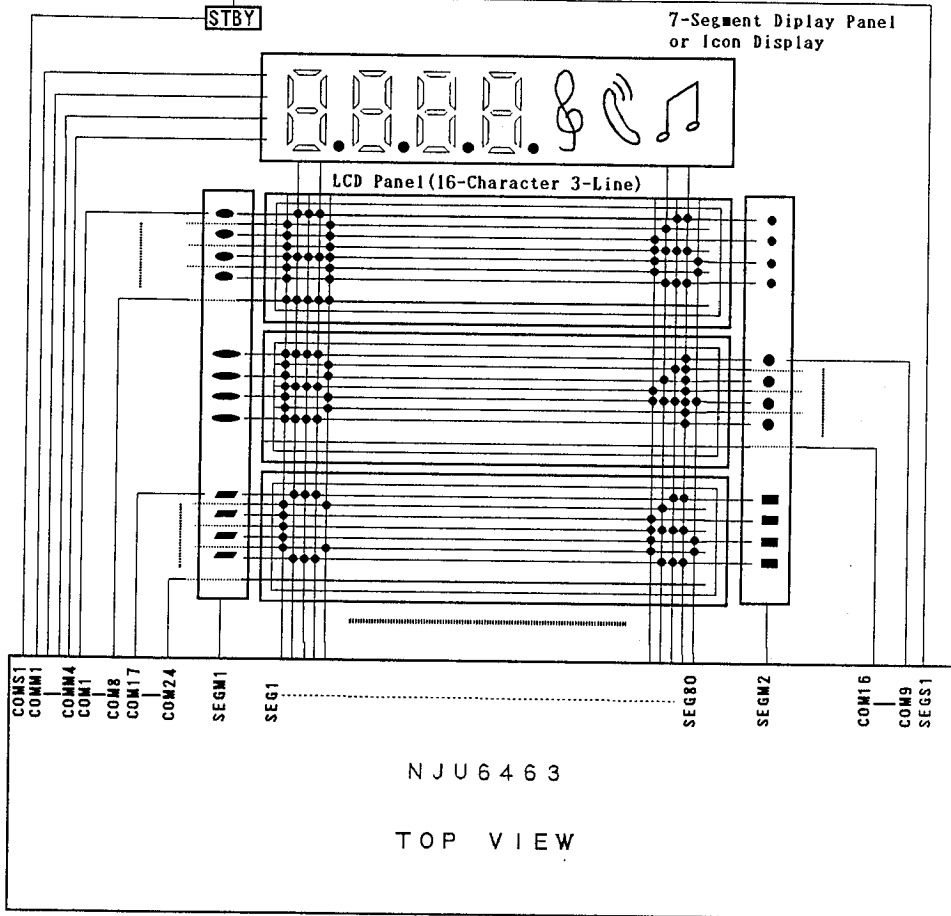 STBY
7-Segment Diplay Panel
or Icon Display
LCD Panel(16-Character 3-Line)
COMS1
COMM1
COMM4
COM1
COM8
COM17
COM24
SEGM1
SEG1
SEG80
SEGM2
COM16
COM9
SEGS1
NJU6463
TOP VIEW